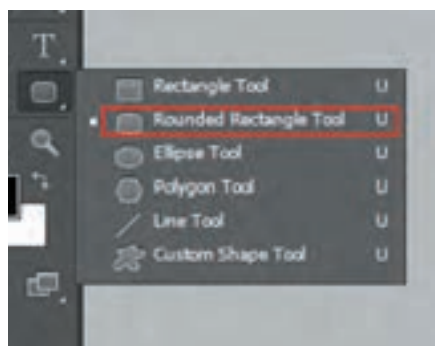 T
Rectangle Tool U
Rounded Rectangle Tool U
Ellipse Tool U
Polygon Tool U
Line Tool U
Custom Shape Tool U